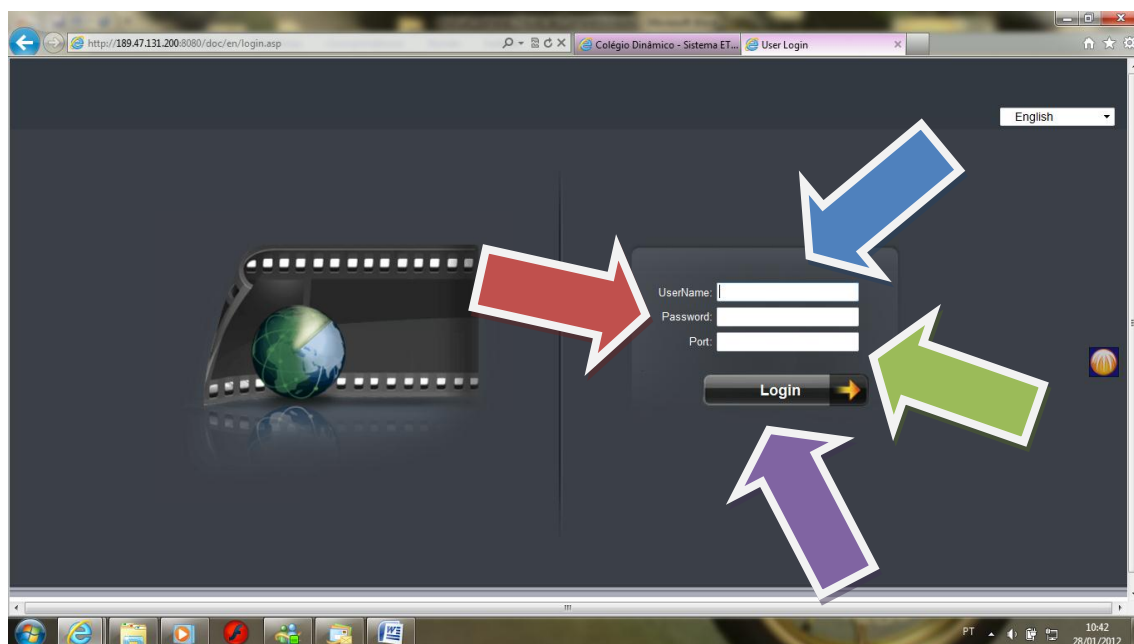 http://189.47.131.200:8080/doc/en/login.asp
Colégio Dinâmico - Sistema ET...
User Login
English
UserName:
Password:
Port:
Login
PT
10:42
28/01/2012